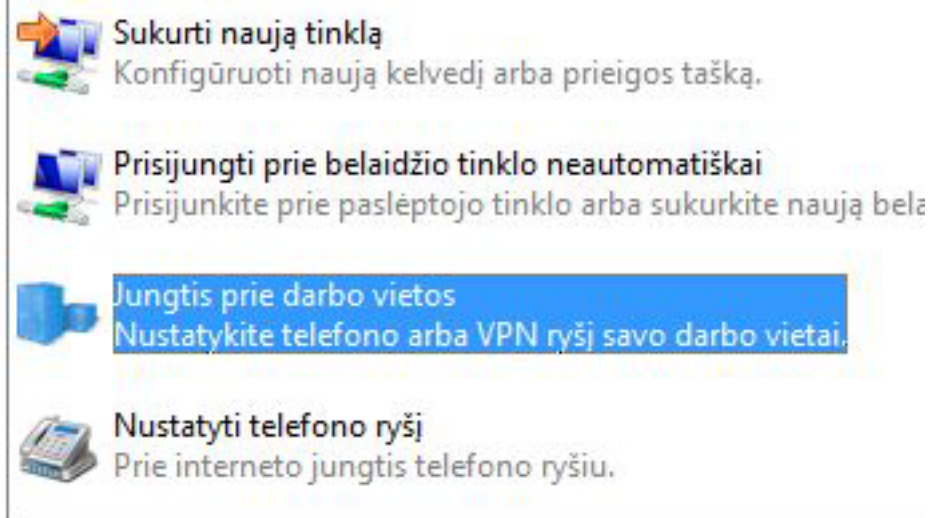 Sukurti naują tinklą
Konfigūruoti naują kelvedį arba prieigos tašką.
Prisijungti prie belaidžio tinklo neautomatiškai
Prisijunkite prie paslėptojo tinklo arba sukurkite naują
Jungtis prie darbo vietos
Nustatykite telefono arba VPN ryšį savo darbo vietai.
Nustatyti telefono ryšį
Prie interneto jungtis telefono ryšiu.